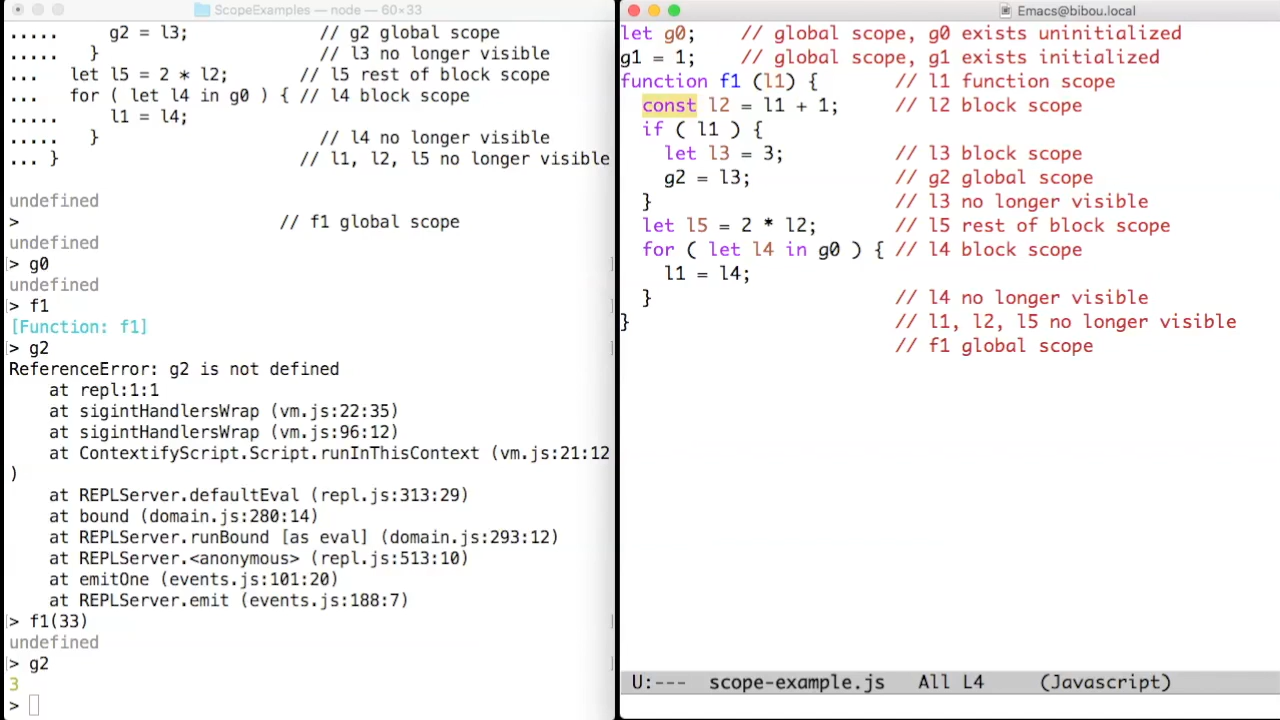 ScopeExamples — node — 60×33
.....         g2 = l3;             // g2 global scope
.....       }                      // l3 no longer visible
...     let l5 = 2 * l2;          // l5 rest of block scope
...     for ( let l4 in g0 ) { // l4 block scope
.....         l1 = l4;
.....       }                      // l4 no longer visible
... }                        // l1, l2, l5 no longer visible
undefined
>                          // f1 global scope
undefined
> g0
undefined
> f1
[Function: f1]
> g2
ReferenceError: g2 is not defined
    at repl:1:1
    at sigintHandlersWrap (vm.js:22:35)
    at sigintHandlersWrap (vm.js:96:12)
    at ContextifyScript.Script.runInThisContext (vm.js:21:12
)
    at REPLServer.defaultEval (repl.js:313:29)
    at bound (domain.js:280:14)
    at REPLServer.runBound [as eval] (domain.js:293:12)
    at REPLServer.<anonymous> (repl.js:513:10)
    at emitOne (events.js:101:20)
    at REPLServer.emit (events.js:188:7)
> f1(33)
undefined
> g2
3
>
Emacs@bibou.local
let g0;    // global scope, g0 exists uninitialized
g1 = 1;    // global scope, g1 exists initialized
function f1 (l1) {       // l1 function scope
  const l2 = l1 + 1;     // l2 block scope
  if ( l1 ) {
    let l3 = 3;          // l3 block scope
    g2 = l3;             // g2 global scope
  }                      // l3 no longer visible
  let l5 = 2 * l2;       // l5 rest of block scope
  for ( let l4 in g0 ) { // l4 block scope
    l1 = l4;
  }                      // l4 no longer visible
}                        // l1, l2, l5 no longer visible
                         // f1 global scope
U:---  scope-example.js   All L4     (Javascript)